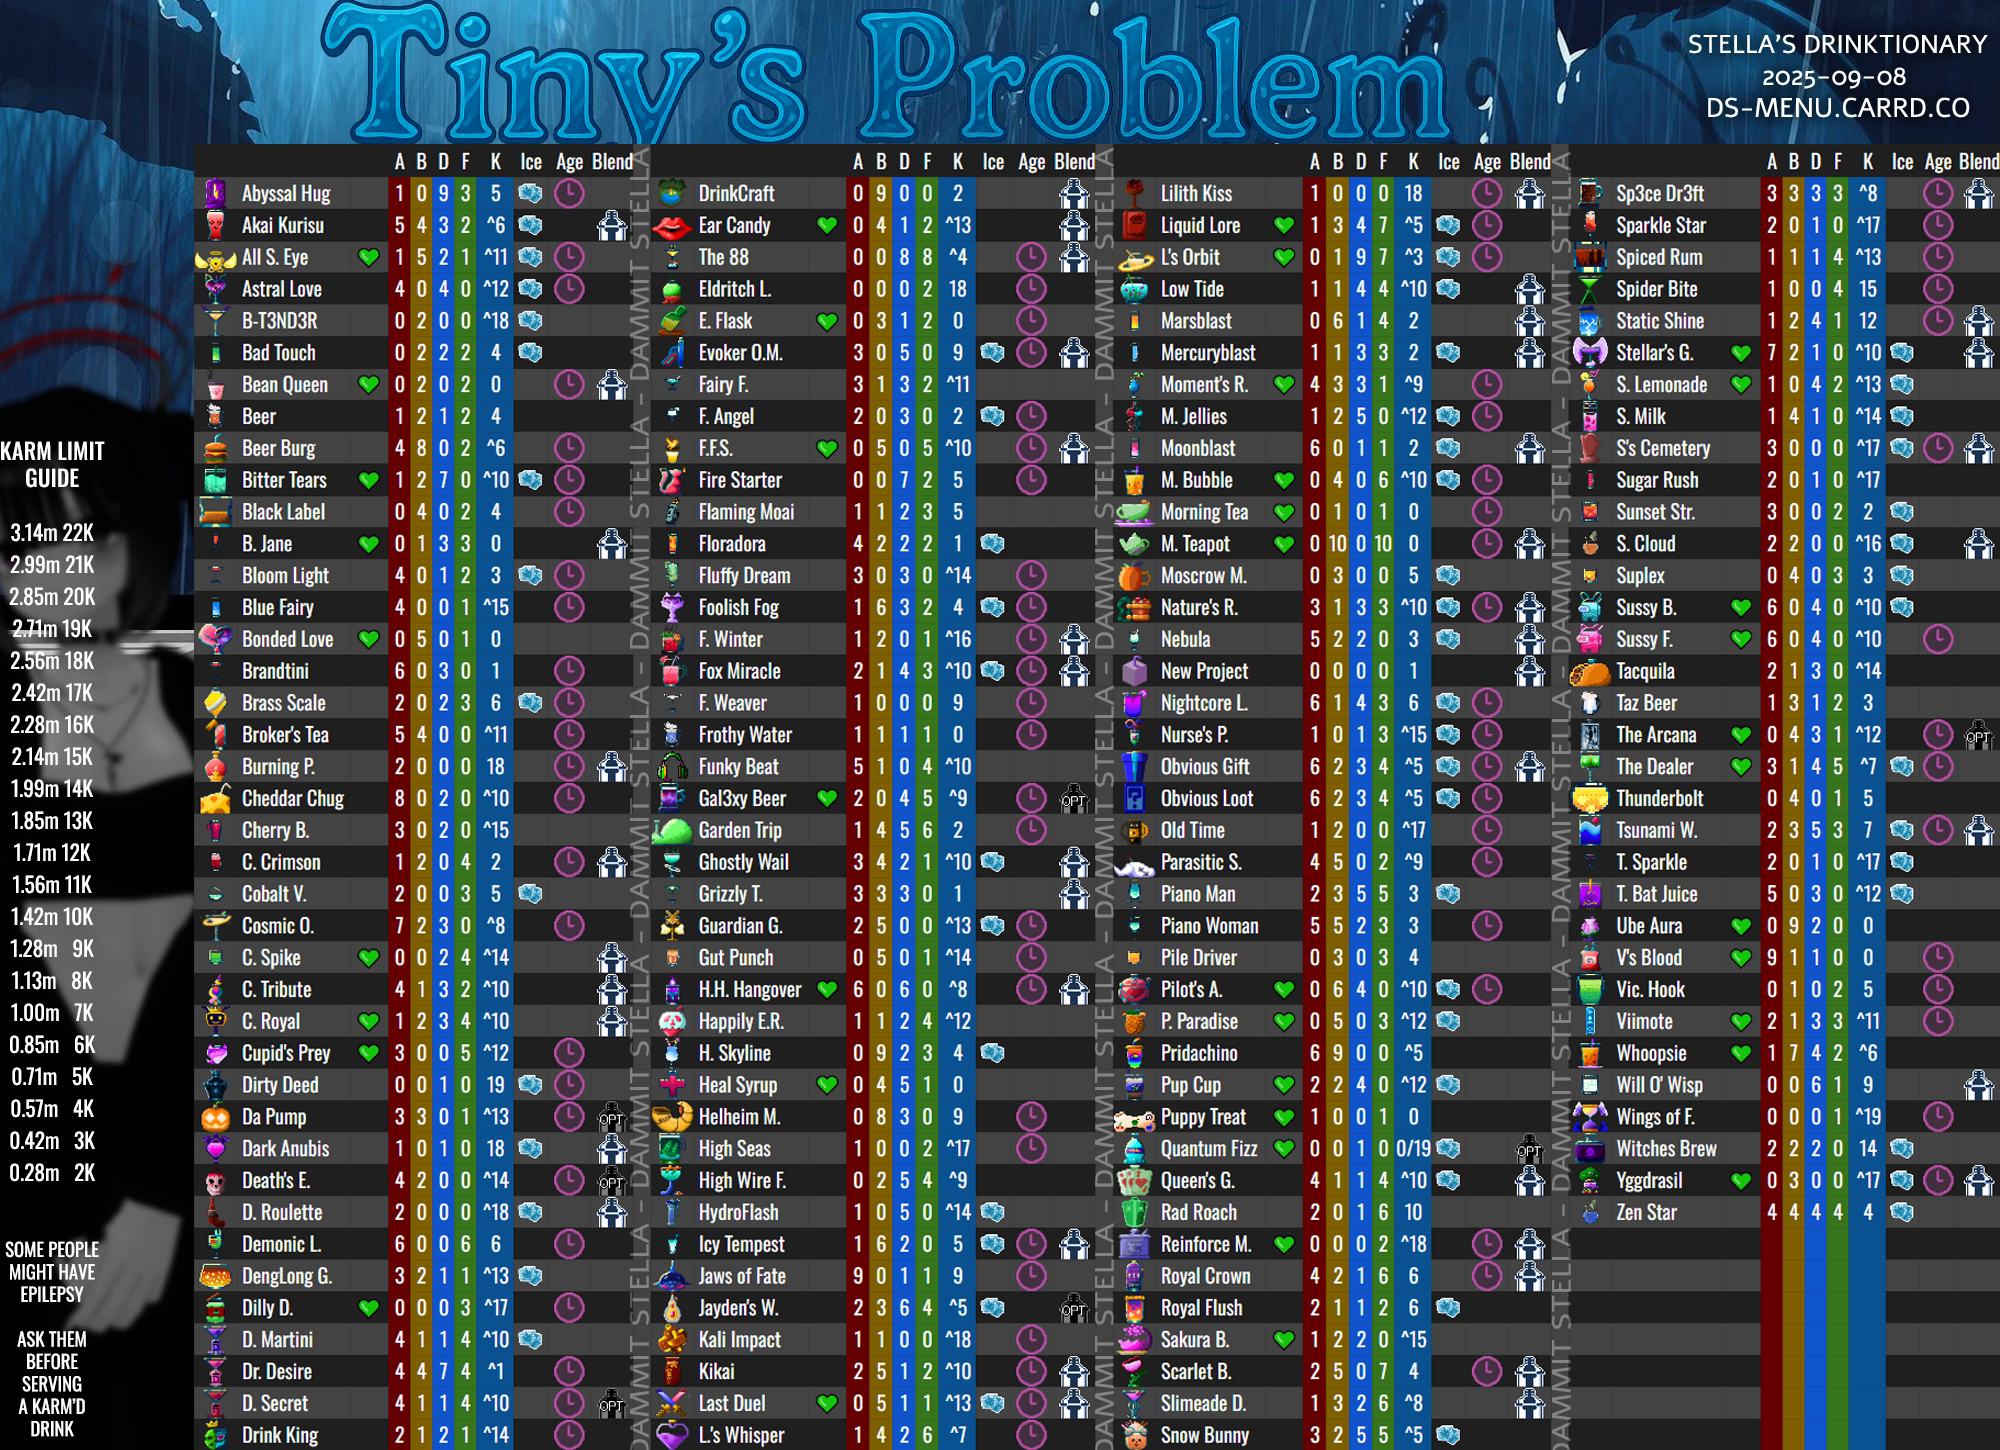 Tiny's Problem
STELLA'S DRINKTIONARY
2025-09-08
DS-MENU.CARRD.CO
KARM LIMIT
GUIDE
3.14m 22K
2.99m 21K
2.85m 20K
2.71m 19K
2.56m 18K
2.42m 17K
2.28m 16K
2.14m 15K
1.99m 14K
1.85m 13K
1.71m 12K
1.56m 11K
1.42m 10K
1.28m 9K
1.13m 8K
1.00m 7K
0.85m 6K
0.71m 5K
0.57m 4K
0.42m 3K
0.28m 2K
SOME PEOPLE
MIGHT HAVE
EPILEPSY
ASK THEM
BEFORE
SERVING
A KARM'D
DRINK
A B D F K Ice Age Blend
Abyssal Hug 1 0 9 3 5
Akai Kurisu 5 4 3 2 ^6
All S. Eye 1 5 2 1 ^11
Astral Love 4 0 4 0 ^12
B-T3ND3R 0 2 0 0 ^18
Bad Touch 0 2 2 2 4
Bean Queen 0 2 0 2 0
Beer 1 2 1 2 4
Beer Burg 4 8 0 2 ^6
Bitter Tears 1 2 7 0 ^10
Black Label 0 4 0 2 4
B. Jane 0 1 3 3 0
Bloom Light 4 0 1 2 3
Blue Fairy 4 0 0 1 ^15
Bonded Love 0 5 0 1 0
Brandtini 6 0 3 0 1
Brass Scale 2 0 2 3 6
Broker's Tea 5 4 0 0 ^11
Burning P. 2 0 0 0 18
Cheddar Chug 8 0 2 0 ^10
Cherry B. 3 0 2 0 ^15
C. Crimson 1 2 0 4 2
Cobalt V. 2 0 0 3 5
Cosmic O. 7 2 3 0 ^8
C. Spike 0 0 2 4 ^14
C. Tribute 4 1 3 2 ^10
C. Royal 1 2 3 4 ^10
Cupid's Prey 3 0 0 5 ^12
Dirty Deed 0 0 1 0 19
Da Pump 3 3 0 1 ^13 OPT
Dark Anubis 1 0 1 0 18
Death's E. 4 2 0 0 ^14 OPT
D. Roulette 2 0 0 0 ^18
Demonic L. 6 0 0 6 6
DengLong G. 3 2 1 1 ^13
Dilly D. 0 0 0 3 ^17
D. Martini 4 1 1 4 ^10
Dr. Desire 4 4 7 4 ^1
D. Secret 4 1 1 4 ^10 OPT
Drink King 2 1 2 1 ^14
DAMMIT STELLA - DAMMIT STELLA - DAMMIT STELLA - DAMMIT STELLA
A B D F K Ice Age Blend
DrinkCraft 0 9 0 0 2
Ear Candy 0 4 1 2 ^13
The 88 0 0 8 8 ^4
Eldritch L. 0 0 0 2 18
E. Flask 0 3 1 2 0
Evoker O.M. 3 0 5 0 9
Fairy F. 3 1 3 2 ^11
F. Angel 2 0 3 0 2
F.F.S. 0 5 0 5 ^10
Fire Starter 0 0 7 2 5
Flaming Moai 1 1 2 3 5
Floradora 4 2 2 2 1
Fluffy Dream 3 0 3 0 ^14
Foolish Fog 1 6 3 2 4
F. Winter 1 2 0 1 ^16
Fox Miracle 2 1 4 3 ^10
F. Weaver 1 0 0 0 9
Frothy Water 1 1 1 1 0
Funky Beat 5 1 0 4 ^10
Gal3xy Beer 2 0 4 5 ^9 OPT
Garden Trip 1 4 5 6 2
Ghostly Wail 3 4 2 1 ^10
Grizzly T. 3 3 3 0 1
Guardian G. 2 5 0 0 ^13
Gut Punch 0 5 0 1 ^14
H.H. Hangover 6 0 6 0 ^8
Happily E.R. 1 1 2 4 ^12
H. Skyline 0 9 2 3 4
Heal Syrup 0 4 5 1 0
Helheim M. 0 8 3 0 9
High Seas 1 0 0 2 ^17
High Wire F. 0 2 5 4 ^9
HydroFlash 1 0 5 0 ^14
Icy Tempest 1 6 2 0 5
Jaws of Fate 9 0 1 1 9
Jayden's W. 2 3 6 4 ^5 OPT
Kali Impact 1 1 0 0 ^18
Kikai 2 5 1 2 ^10
Last Duel 0 5 1 1 ^13
L.'s Whisper 1 4 2 6 ^7
DAMMIT STELLA - DAMMIT STELLA - DAMMIT STELLA - DAMMIT STELLA
A B D F K Ice Age Blend
Lilith Kiss 1 0 0 0 18
Liquid Lore 1 3 4 7 ^5
L's Orbit 0 1 9 7 ^3
Low Tide 1 1 4 4 ^10
Marsblast 0 6 1 4 2
Mercuryblast 1 1 3 3 2
Moment's R. 4 3 3 1 ^9
M. Jellies 1 2 5 0 ^12
Moonblast 6 0 1 1 2
M. Bubble 0 4 0 6 ^10
Morning Tea 0 1 0 1 0
M. Teapot 0 10 0 10 0
Moscrow M. 0 3 0 0 5
Nature's R. 3 1 3 3 ^10
Nebula 5 2 2 0 3
New Project 0 0 0 0 1
Nightcore L. 6 1 4 3 6
Nurse's P. 1 0 1 3 ^15
Obvious Gift 6 2 3 4 ^5
Obvious Loot 6 2 3 4 ^5
Old Time 1 2 0 0 ^17
Parasitic S. 4 5 0 2 ^9
Piano Man 2 3 5 5 3
Piano Woman 5 5 2 3 3
Pile Driver 0 3 0 3 4
Pilot's A. 0 6 4 0 ^10
P. Paradise 0 5 0 3 ^12
Pridachino 6 9 0 0 ^5
Pup Cup 2 2 4 0 ^12
Puppy Treat 1 0 0 1 0
Quantum Fizz 0 0 1 0 0/19 OPT
Queen's G. 4 1 1 4 ^10
Rad Roach 2 0 1 6 10
Reinforce M. 0 0 0 2 ^18
Royal Crown 4 2 1 6 6
Royal Flush 2 1 1 2 6
Sakura B. 1 2 2 0 ^15
Scarlet B. 2 5 0 7 4
Slimeade D. 1 3 2 6 ^8
Snow Bunny 3 2 5 5 ^5
DAMMIT STELLA - DAMMIT STELLA - DAMMIT STELLA - DAMMIT STELLA
A B D F K Ice Age Blend
Sp3ce Dr3ft 3 3 3 3 ^8
Sparkle Star 2 0 1 0 ^17
Spiced Rum 1 1 1 4 ^13
Spider Bite 1 0 0 4 15
Static Shine 1 2 4 1 12
Stellar's G. 7 2 1 0 ^10
S. Lemonade 1 0 4 2 ^13
S. Milk 1 4 1 0 ^14
S's Cemetery 3 0 0 0 ^17
Sugar Rush 2 0 1 0 ^17
Sunset Str. 3 0 0 2 2
S. Cloud 2 2 0 0 ^16
Suplex 0 4 0 3 3
Sussy B. 6 0 4 0 ^10
Sussy F. 6 0 4 0 ^10
Tacquila 2 1 3 0 ^14
Taz Beer 1 3 1 2 3
The Arcana 0 4 3 1 ^12 OPT
The Dealer 3 1 4 5 ^7
Thunderbolt 0 4 0 1 5
Tsunami W. 2 3 5 3 7
T. Sparkle 2 0 1 0 ^17
T. Bat Juice 5 0 3 0 ^12
Ube Aura 0 9 2 0 0
V's Blood 9 1 1 0 0
Vic. Hook 0 1 0 2 5
Viimote 2 1 3 3 ^11
Whoopsie 1 7 4 2 ^6
Will O' Wisp 0 0 6 1 9
Wings of F. 0 0 0 1 ^19
Witches Brew 2 2 2 0 14
Yggdrasil 0 3 0 0 ^17
Zen Star 4 4 4 4 4